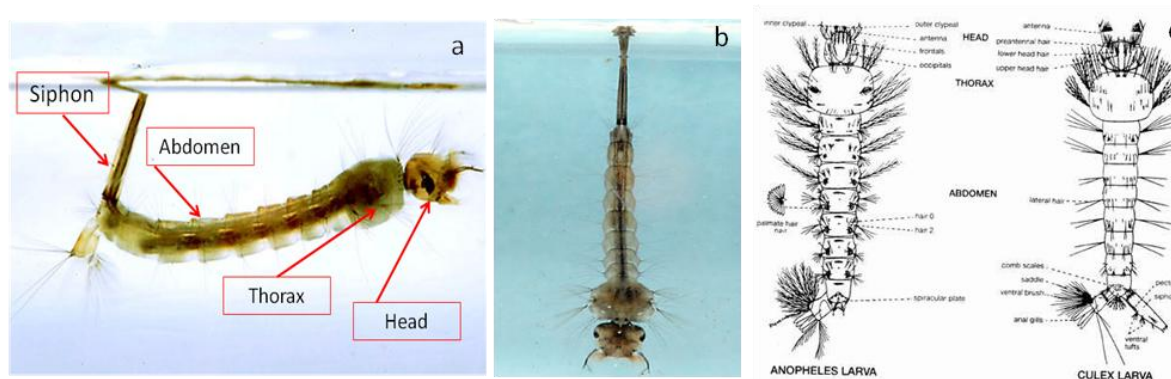 a
Siphon
Abdomen
Thorax
Head
b
inner clypeal
outer clypeal
antenna
HEAD
frontals
occipitals
THORAX
antenna
preantennal hair
lower head hair
upper head hair
ABDOMEN
palmate hair
hair
hair 0
hair 2
lateral hair
comb scales
saddle
ventral brush
spiracular plate
anal gills
ventral
tufts
ANOPHELES LARVA
CULEX LARVA